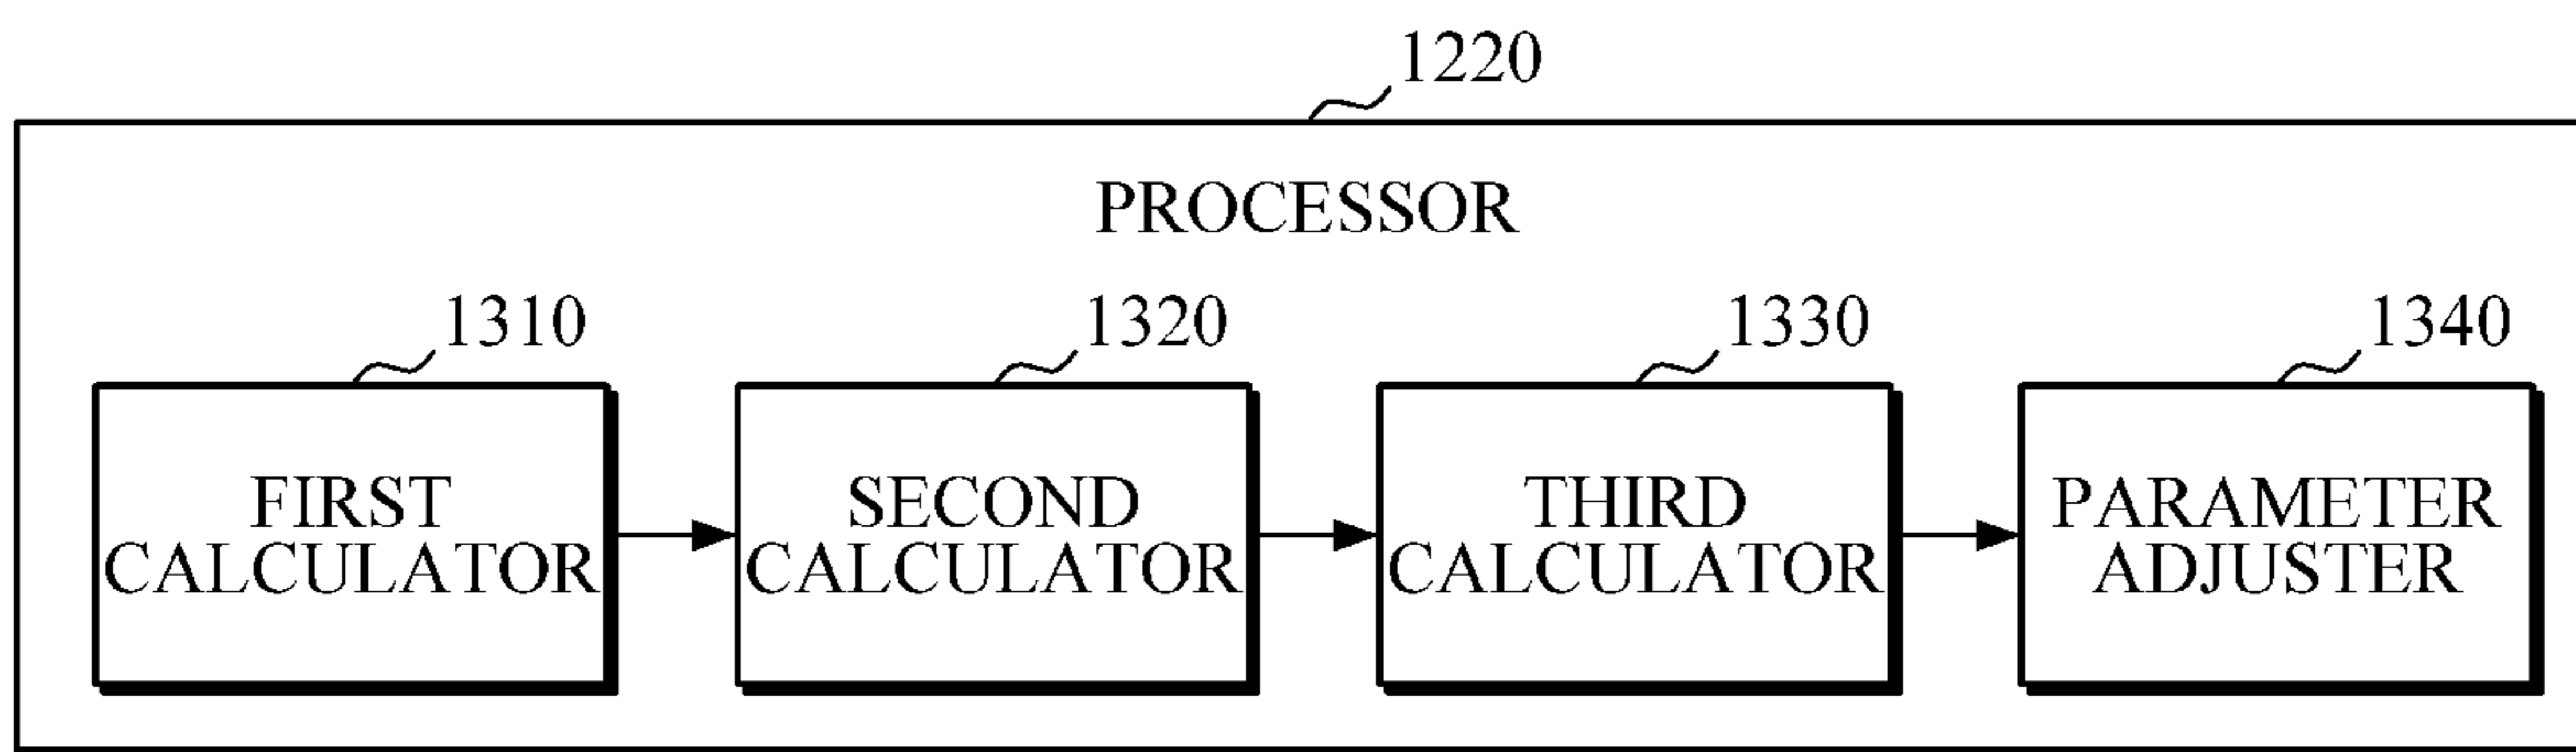 1220
PROCESSOR
1310
1320
1330
1340
FIRST
CALCULATOR
SECOND
CALCULATOR
THIRD
CALCULATOR
PARAMETER
ADJUSTER